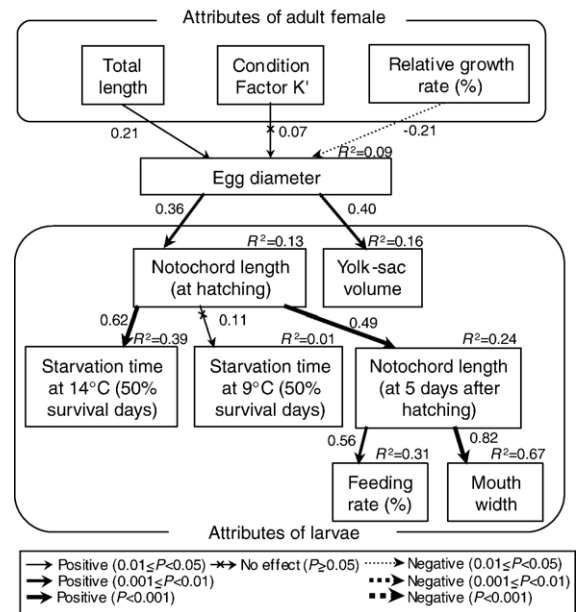 Attributes of adult female
Total
length
Condition
Factor K'
Relative growth
rate (%)
0.21
0.07
-0.21
R²=0.09
Egg diameter
0.36
0.40
R²=0.13
R²=0.16
Notochord length
(at hatching)
Yolk-sac
volume
0.62
0.11
0.49
R²=0.39
R²=0.01
R²=0.24
Starvation time
at 14°C (50%
survival days)
Starvation time
at 9°C (50%
survival days)
Notochord length
(at 5 days after
hatching)
0.56
0.82
R²=0.31
R²=0.67
Feeding
rate (%)
Mouth
width
Attributes of larvae
Positive (0.01≤P<0.05) No effect (P≥0.05) Negative (0.01≤P<0.05)
Positive (0.001≤P<0.01) Negative (0.001≤P<0.01)
Positive (P<0.001) Negative (P<0.001)